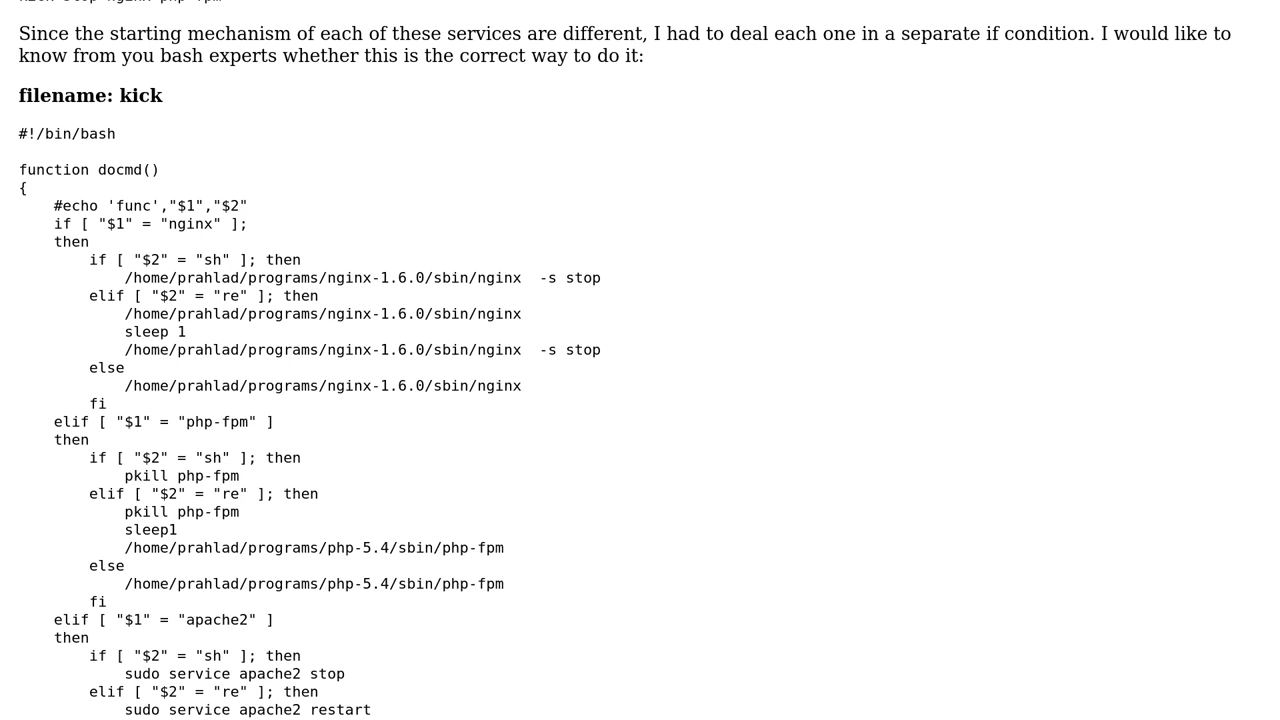 Since the starting mechanism of each of these services are different, I had to deal each one in a separate if condition. I would like to
know from you bash experts whether this is the correct way to do it:
filename: kick
#!/bin/bash
function docmd()
{
    #echo 'func',"$1","$2"
    if [ "$1" = "nginx" ];
    then
        if [ "$2" = "sh" ]; then
            /home/prahlad/programs/nginx-1.6.0/sbin/nginx  -s stop
        elif [ "$2" = "re" ]; then
            /home/prahlad/programs/nginx-1.6.0/sbin/nginx
            sleep 1
            /home/prahlad/programs/nginx-1.6.0/sbin/nginx  -s stop
        else
            /home/prahlad/programs/nginx-1.6.0/sbin/nginx
        fi
    elif [ "$1" = "php-fpm" ]
    then
        if [ "$2" = "sh" ]; then
            pkill php-fpm
        elif [ "$2" = "re" ]; then
            pkill php-fpm
            sleep1
            /home/prahlad/programs/php-5.4/sbin/php-fpm
        else
            /home/prahlad/programs/php-5.4/sbin/php-fpm
        fi
    elif [ "$1" = "apache2" ]
    then
        if [ "$2" = "sh" ]; then
            sudo service apache2 stop
        elif [ "$2" = "re" ]; then
            sudo service apache2 restart